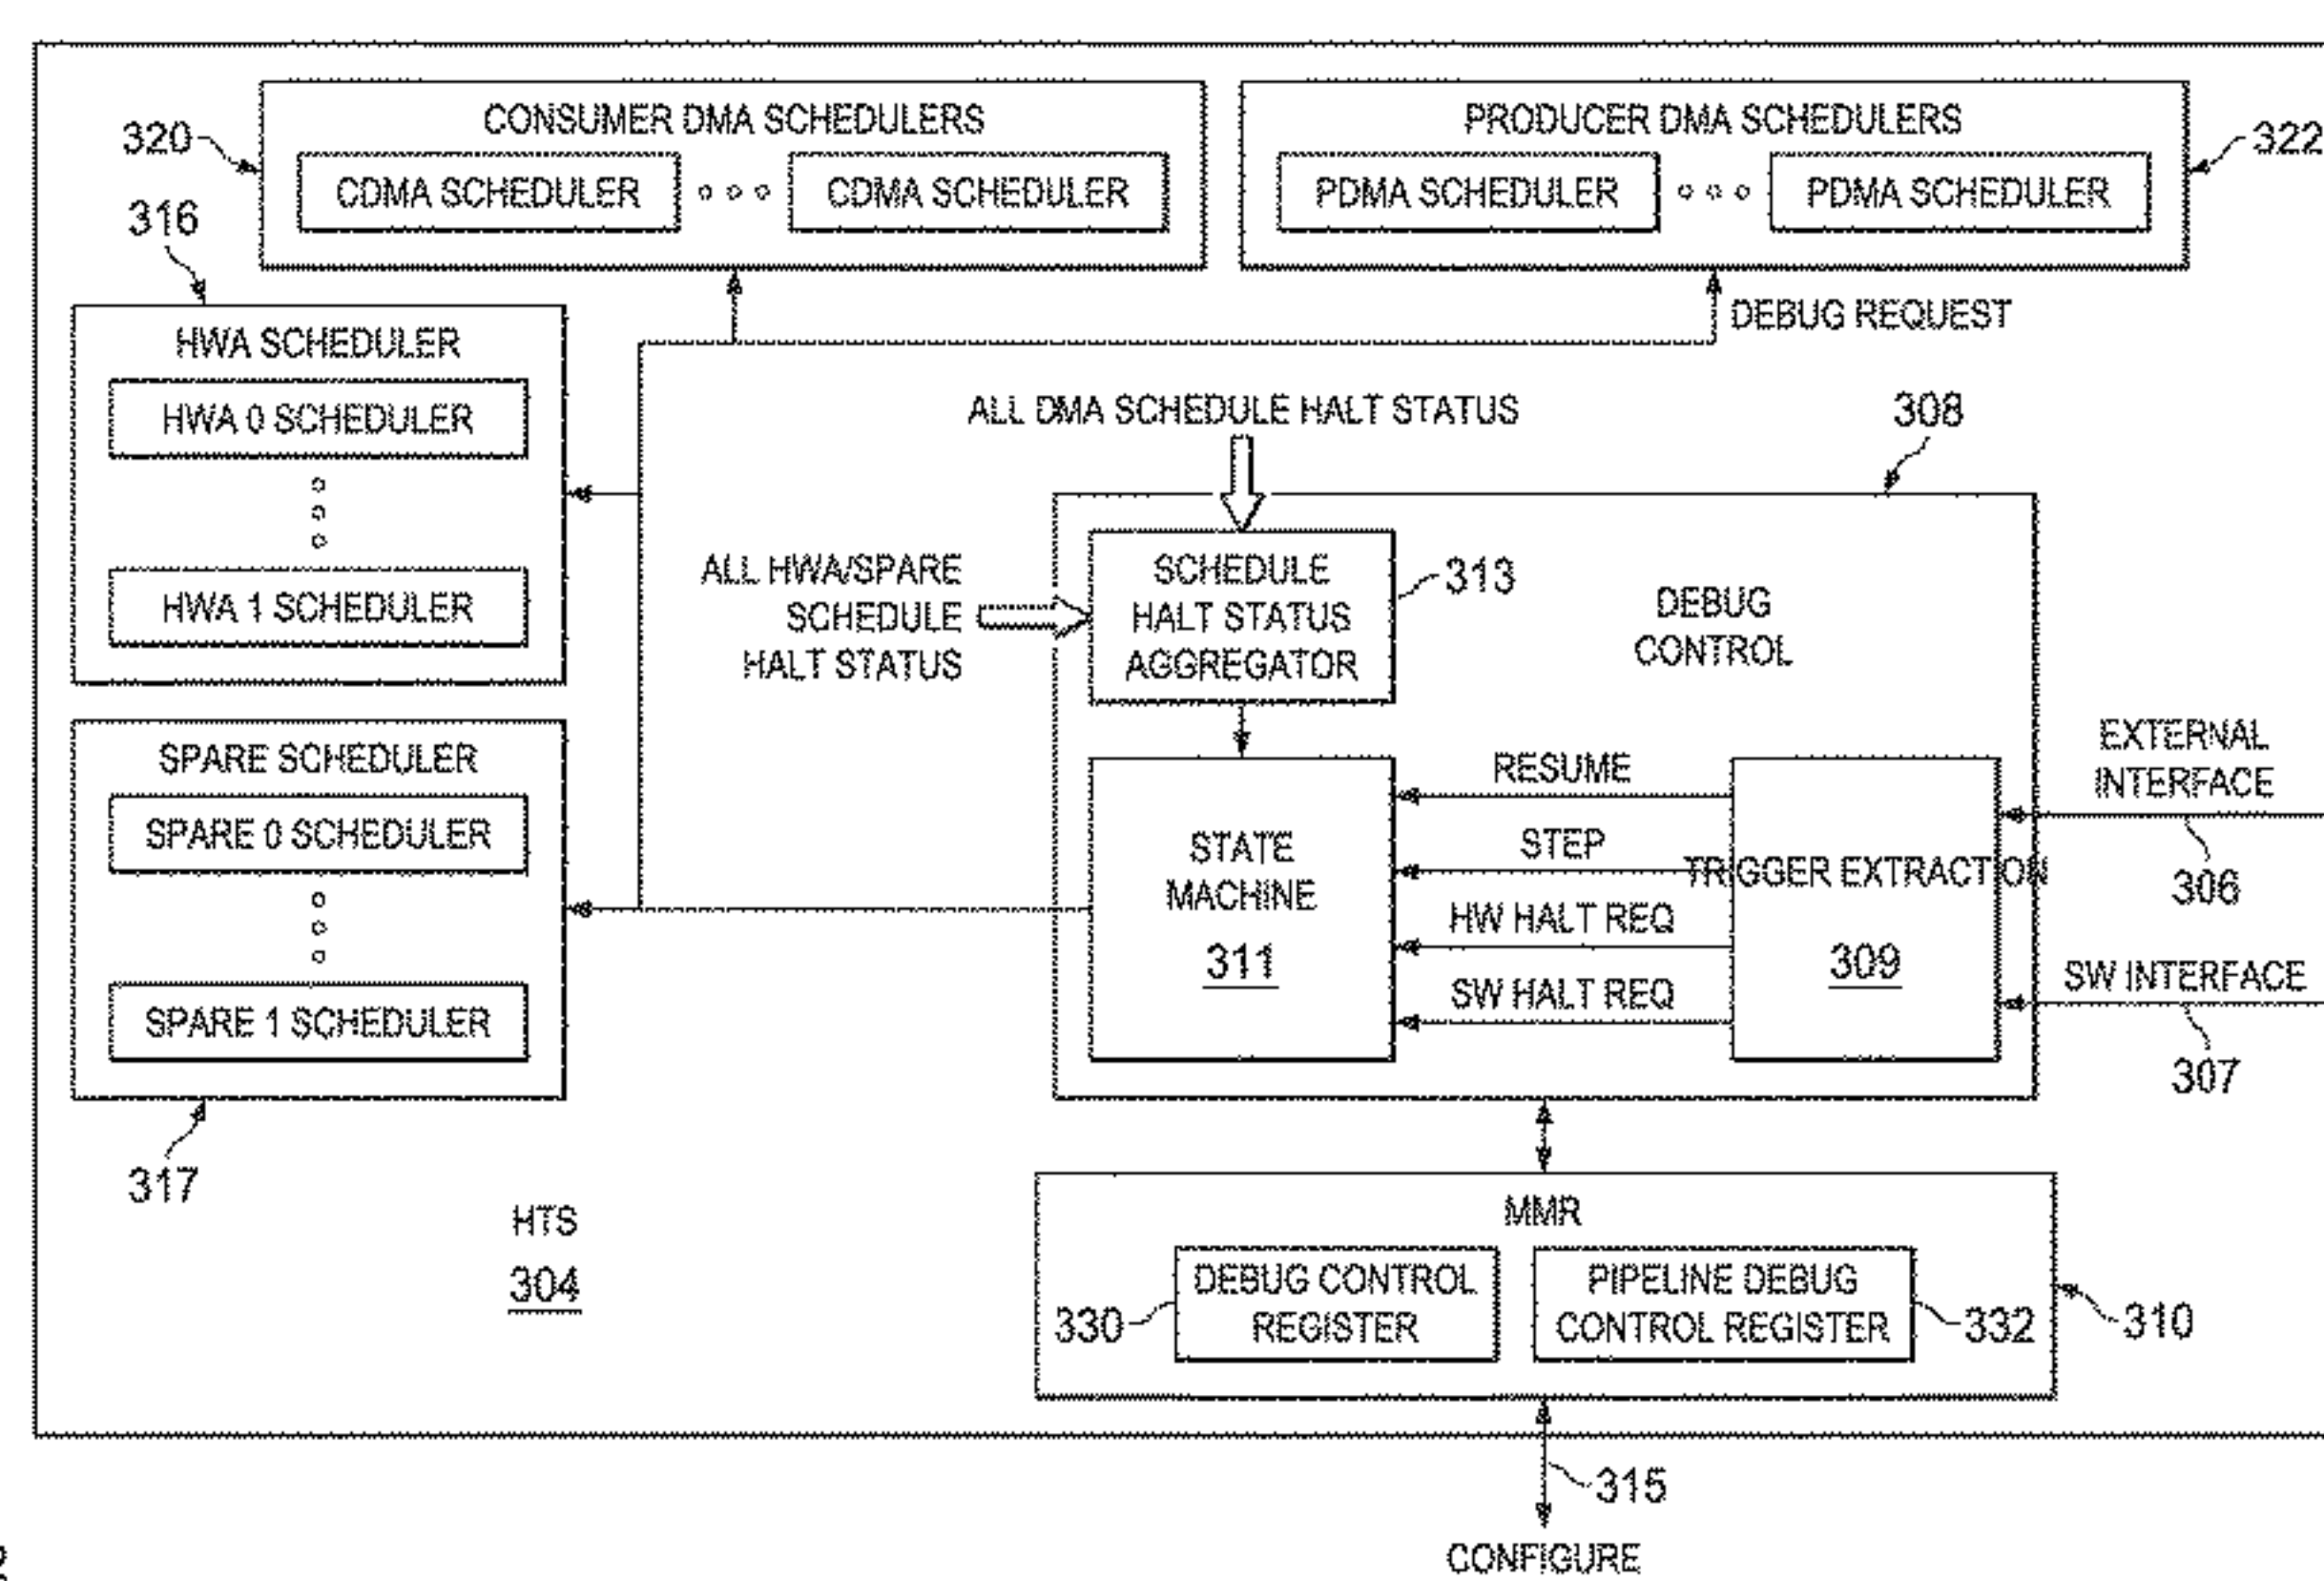 CONSUMER DMA SCHEDULERS
320
CDMA SCHEDULER
CDMA SCHEDULER
PRODUCER DMA SCHEDULERS
322
PDMA SCHEDULER
PDMA SCHEDULER
316
DEBUG REQUEST
HWA SCHEDULER
HWA 0 SCHEDULER
HWA 1 SCHEDULER
ALL DMA SCHEDULE HALT STATUS
308
ALL HWA/SPARE
SCHEDULE
HALT STATUS
SCHEDULE
HALT STATUS
AGGREGATOR
313
DEBUG
CONTROL
SPARE SCHEDULER
SPARE 0 SCHEDULER
SPARE 1 SCHEDULER
317
STATE
MACHINE
311
RESUME
STEP
HW HALT REQ
SW HALT REQ
TRIGGER EXTRACTION
309
EXTERNAL
INTERFACE
306
SW INTERFACE
307
HTS
304
MMR
330
DEBUG CONTROL
REGISTER
PIPELINE DEBUG
CONTROL REGISTER
332
310
315
CONFIGURE